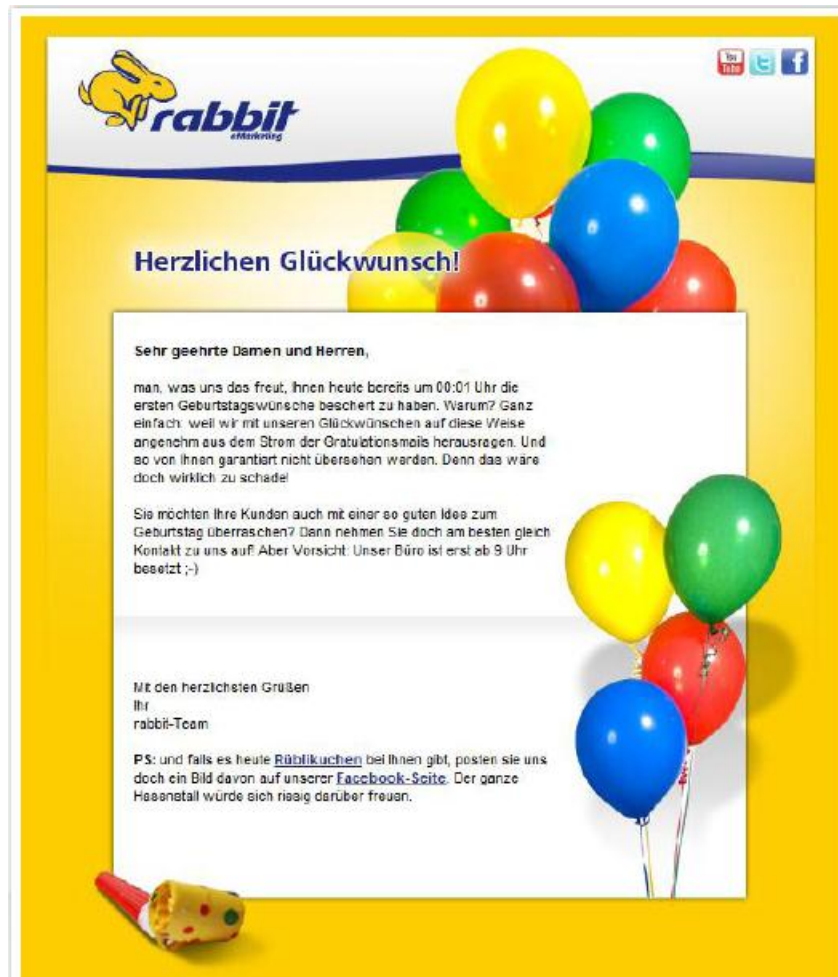 You
Tube
rabbit
eMarketing
Herzlichen Glückwunsch!
Sehr geehrte Damen und Herren,
man, was uns das freut, Ihnen heute bereits um 00:01 Uhr die
ersten Geburtstagswünsche beschert zu haben. Warum? Ganz
einfach: weil wir mit unseren Glückwünschen auf diese Weise
angenehm aus dem Strom der Gratulationsmails herausragen. Und
so von Ihnen garantiert nicht übersehen werden. Denn das wäre
doch wirklich zu schade!
Sie möchten Ihre Kunden auch mit einer so guten Idee zum
Geburtstag überraschen? Dann nehmen Sie doch am besten gleich
Kontakt zu uns auf! Aber Vorsicht: Unser Büro ist erst ab 9 Uhr
besetzt ;-)
Mit den herzlichsten Grüßen
Ihr
rabbit-Team
PS: und falls es heute Rüblikuchen bei Ihnen gibt, posten sie uns
doch ein Bild davon auf unserer Facebook-Seite. Der ganze
Hasenstall würde sich riesig darüber freuen.